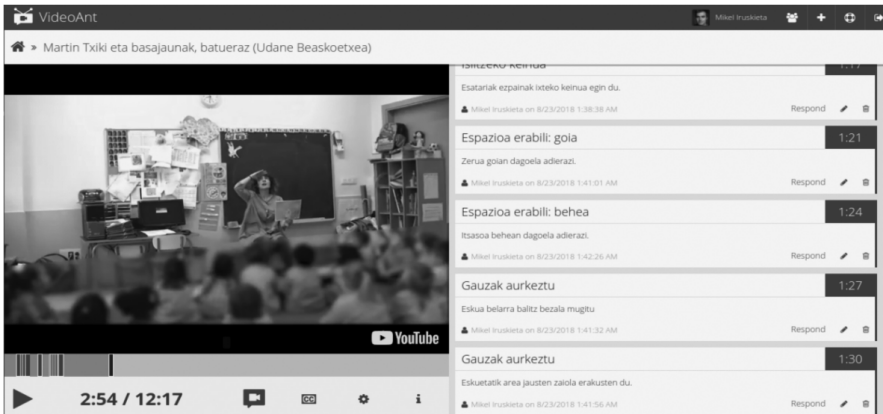 VideoAnt
Mikel Iruskieta
» Martin Txiki eta basajaunak, batueraz (Udane Beaskoetxea)
YouTube
2:54 / 12:17
CC
i
Isiltzeko keinua
1:17
Esatariak ezpainak ixteko keinua egin du.
Mikel Iruskieta on 8/23/2018 1:38:38 AM
Respond
Espazioa erabili: goia
1:21
Zerua goian dagoela adierazi.
Mikel Iruskieta on 8/23/2018 1:41:01 AM
Respond
Espazioa erabili: behea
1:24
Itsasoa behean dagoela adierazi.
Mikel Iruskieta on 8/23/2018 1:42:26 AM
Respond
Gauzak aurkeztu
1:27
Eskua belarra balitz bezala mugitu
Mikel Iruskieta on 8/23/2018 1:41:32 AM
Respond
Gauzak aurkeztu
1:30
Eskuetatik area jausten zaiola erakusten du.
Mikel Iruskieta on 8/23/2018 1:41:56 AM
Respond